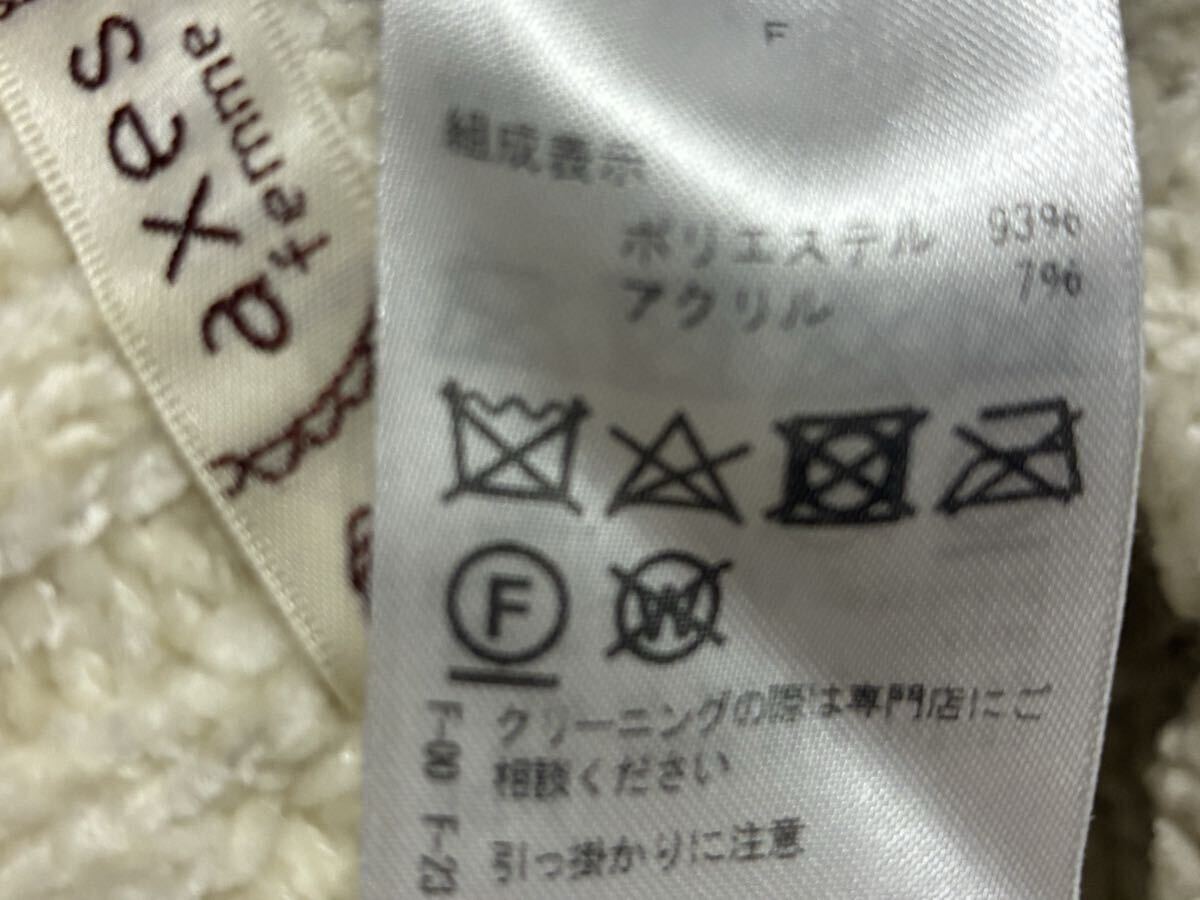 axes
femme
F
組成表示
ポリエステル 93%
アクリル 7%
F W
F-00 クリーニングの際は専門店にご
相談ください
F-23 引っ掛かりに注意